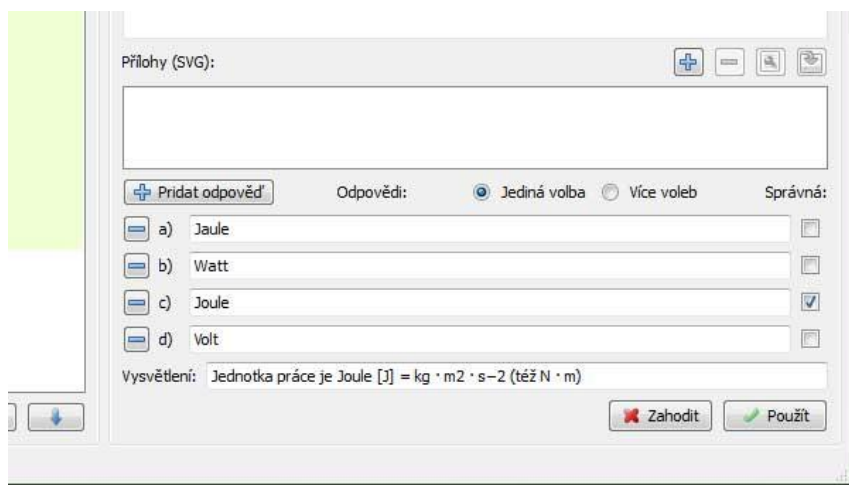 Přílohy (SVG):
Pridat odpověď Odpovědi: Jediná volba Více voleb Správná:
a) Jaule
b) Watt
c) Joule
d) Volt
Vysvětlení: Jednotka práce je Joule [J] = kg · m2 · s−2 (též N · m)
Zahodit Použít